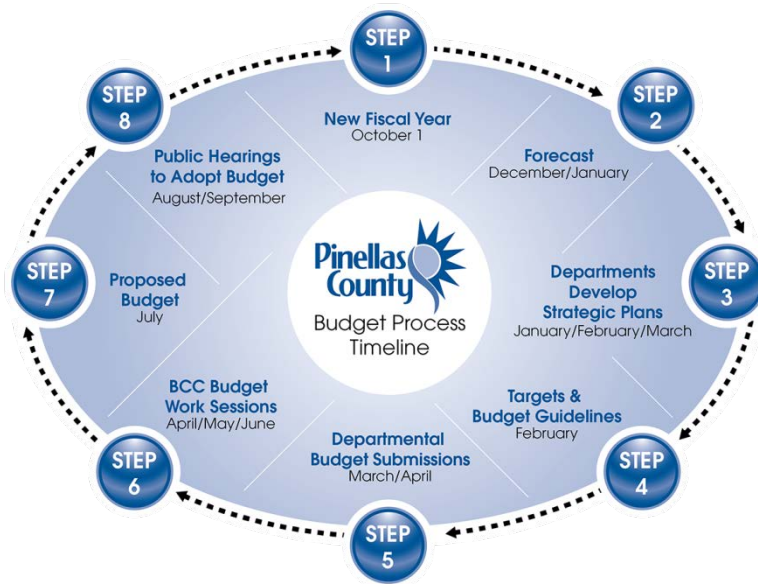 STEP
1
New Fiscal Year
October 1
STEP
2
Forecast
December/January
STEP
3
Departments
Develop
Strategic Plans
January/February/March
STEP
4
Targets &
Budget Guidelines
February
STEP
5
Departmental
Budget Submissions
March/April
STEP
6
BCC Budget
Work Sessions
April/May/June
STEP
7
Proposed
Budget
July
STEP
8
Public Hearings
to Adopt Budget
August/September
Pinellas
County
Budget Process
Timeline